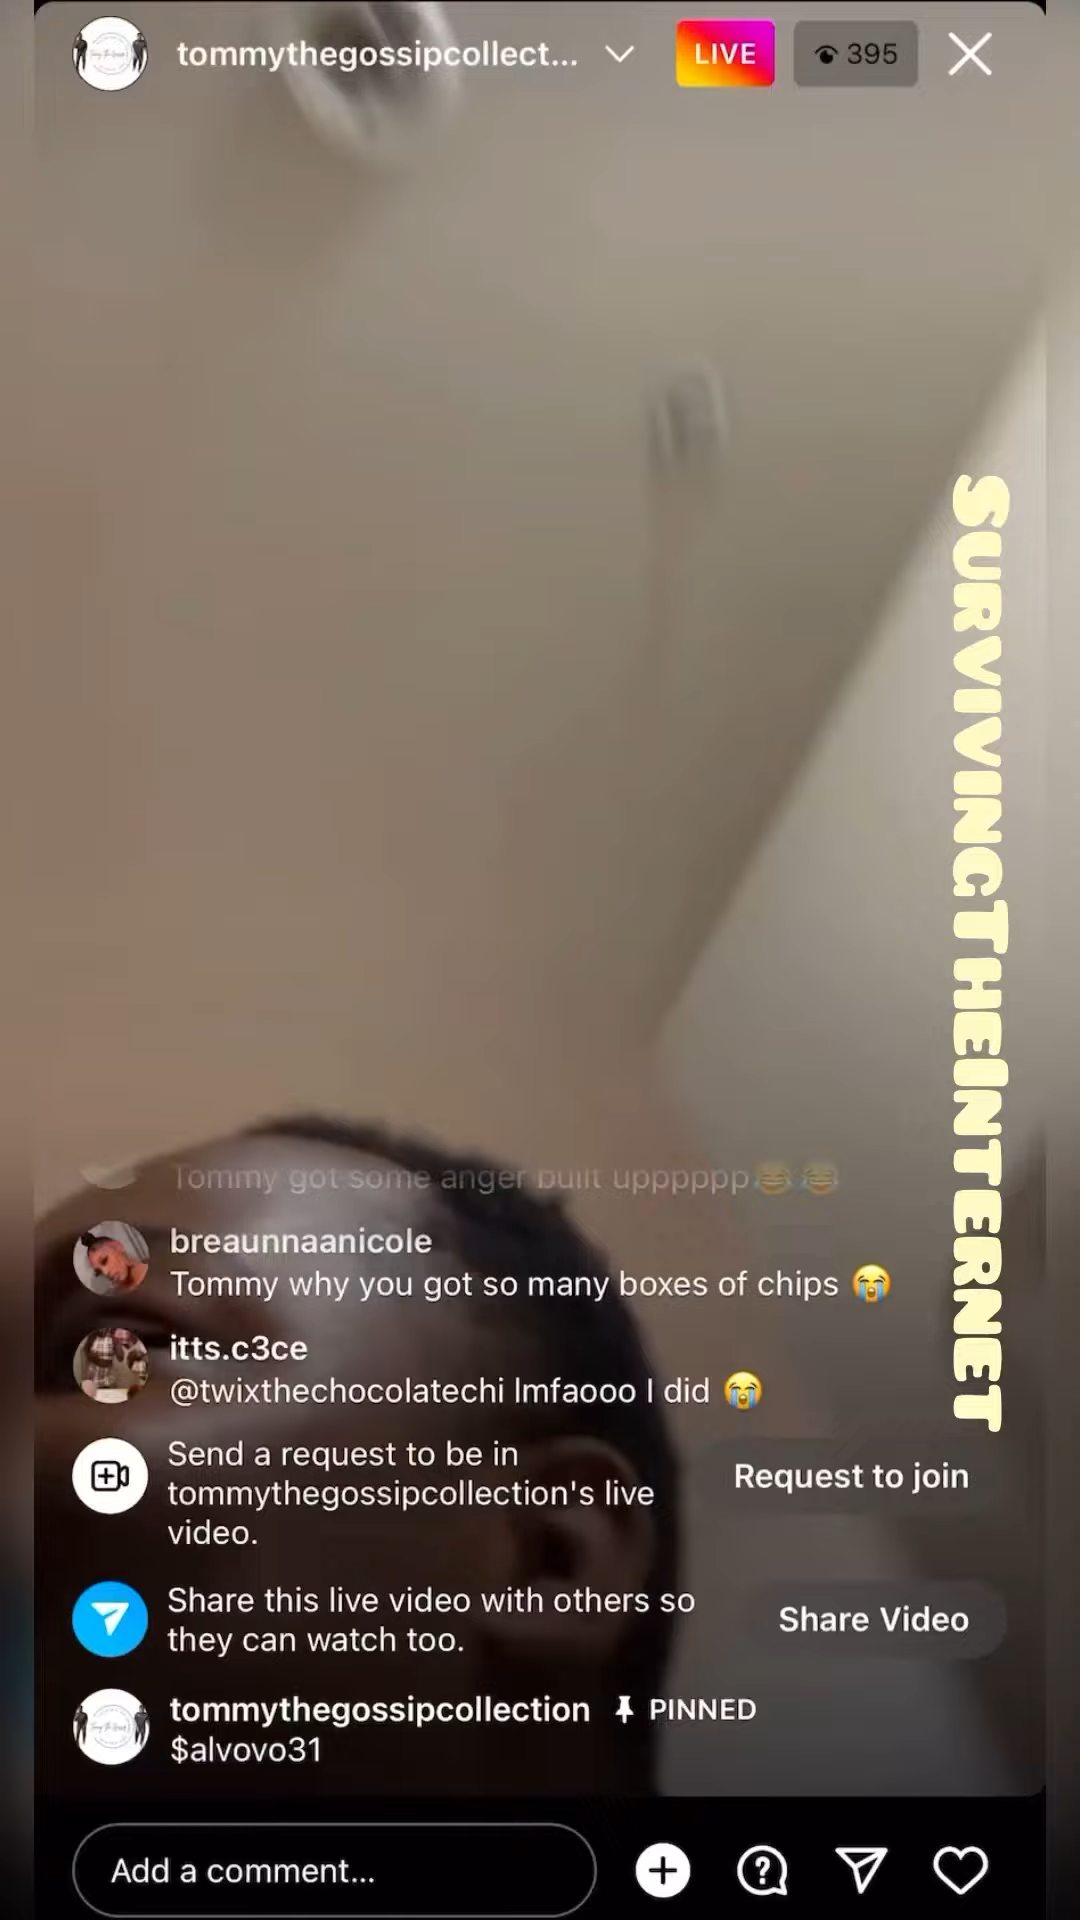 tommythegossipcollect...
LIVE
395
SURVIVINGTHEINTERNET
Tommy got some anger built upppppp😂😂
breaunnaanicole
Tommy why you got so many boxes of chips 😭
itts.c3ce
@twixthechocolatechi lmfaooo I did 😭
Send a request to be in
tommythegossipcollection's live
video.
Request to join
Share this live video with others so
they can watch too.
Share Video
tommythegossipcollection PINNED
$alvovo31
Add a comment...